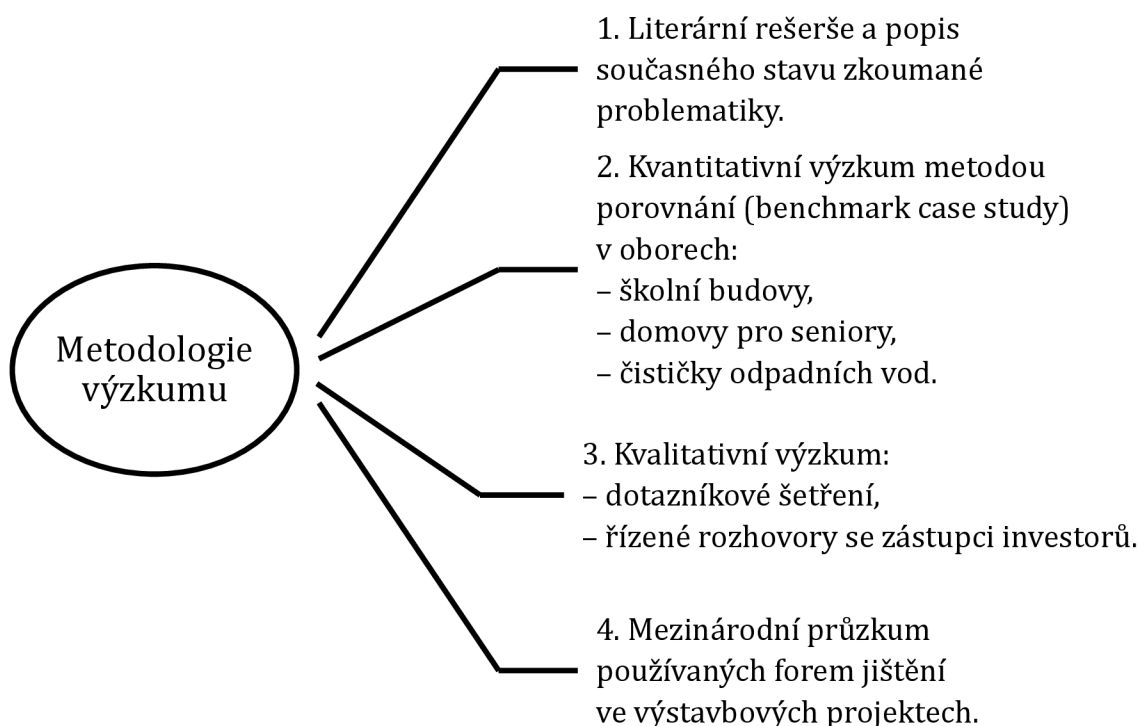 Metodologie
výzkumu
1. Literární rešerše a popis
současného stavu zkoumané
problematiky.
2. Kvantitativní výzkum metodou
porovnání (benchmark case study)
v oborech:
– školní budovy,
– domovy pro seniory,
– čističky odpadních vod.
3. Kvalitativní výzkum:
– dotazníkové šetření,
– řízené rozhovory se zástupci investorů.
4. Mezinárodní průzkum
používaných forem jištění
ve výstavbových projektech.